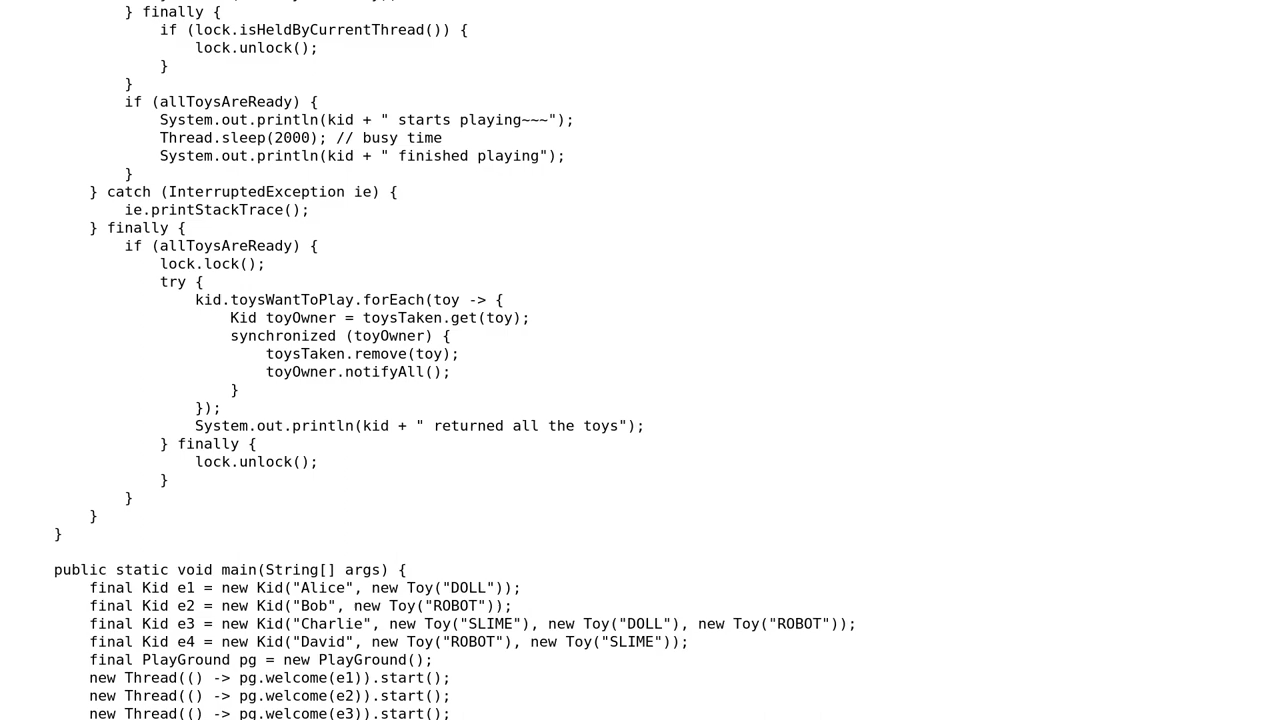 } finally {
if (lock.isHeldByCurrentThread()) {
lock.unlock();
}
}
if (allToysAreReady) {
System.out.println(kid + " starts playing~~~");
Thread.sleep(2000); // busy time
System.out.println(kid + " finished playing");
}
} catch (InterruptedException ie) {
ie.printStackTrace();
} finally {
if (allToysAreReady) {
lock.lock();
try {
kid.toysWantToPlay.forEach(toy -> {
Kid toyOwner = toysTaken.get(toy);
synchronized (toyOwner) {
toysTaken.remove(toy);
toyOwner.notifyAll();
}
});
System.out.println(kid + " returned all the toys");
} finally {
lock.unlock();
}
}
}
}
public static void main(String[] args) {
final Kid e1 = new Kid("Alice", new Toy("DOLL"));
final Kid e2 = new Kid("Bob", new Toy("ROBOT"));
final Kid e3 = new Kid("Charlie", new Toy("SLIME"), new Toy("DOLL"), new Toy("ROBOT"));
final Kid e4 = new Kid("David", new Toy("ROBOT"), new Toy("SLIME"));
final PlayGround pg = new PlayGround();
new Thread(() -> pg.welcome(e1)).start();
new Thread(() -> pg.welcome(e2)).start();
new Thread(() -> pg.welcome(e3)).start();